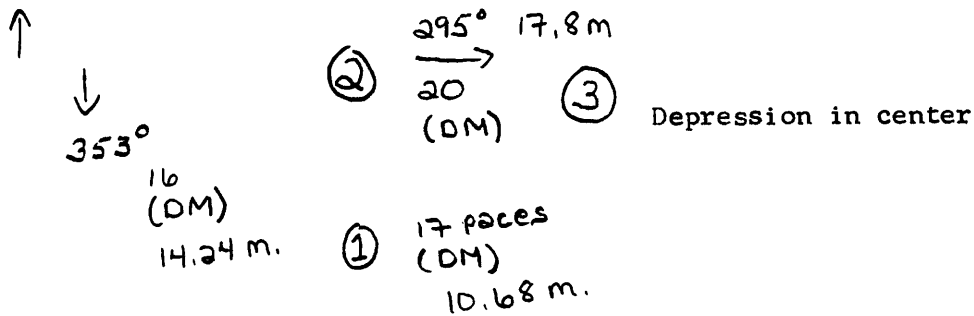 295° 17.8 m
② 20 ③
(DM)
Depression in center
353°
16
(DM)
14.24 m.
① 17 paces
(DM)
10.68 m.